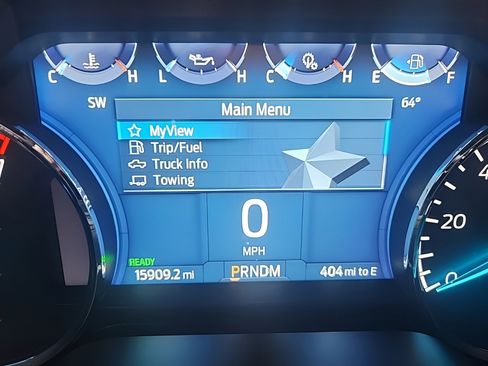 C H L H C H E F
SW Main Menu 64°
MyView
Trip/Fuel
Truck Info
Towing
0
MPH
READY
15909.2 mi PRNDM 404 mi to E
20
0